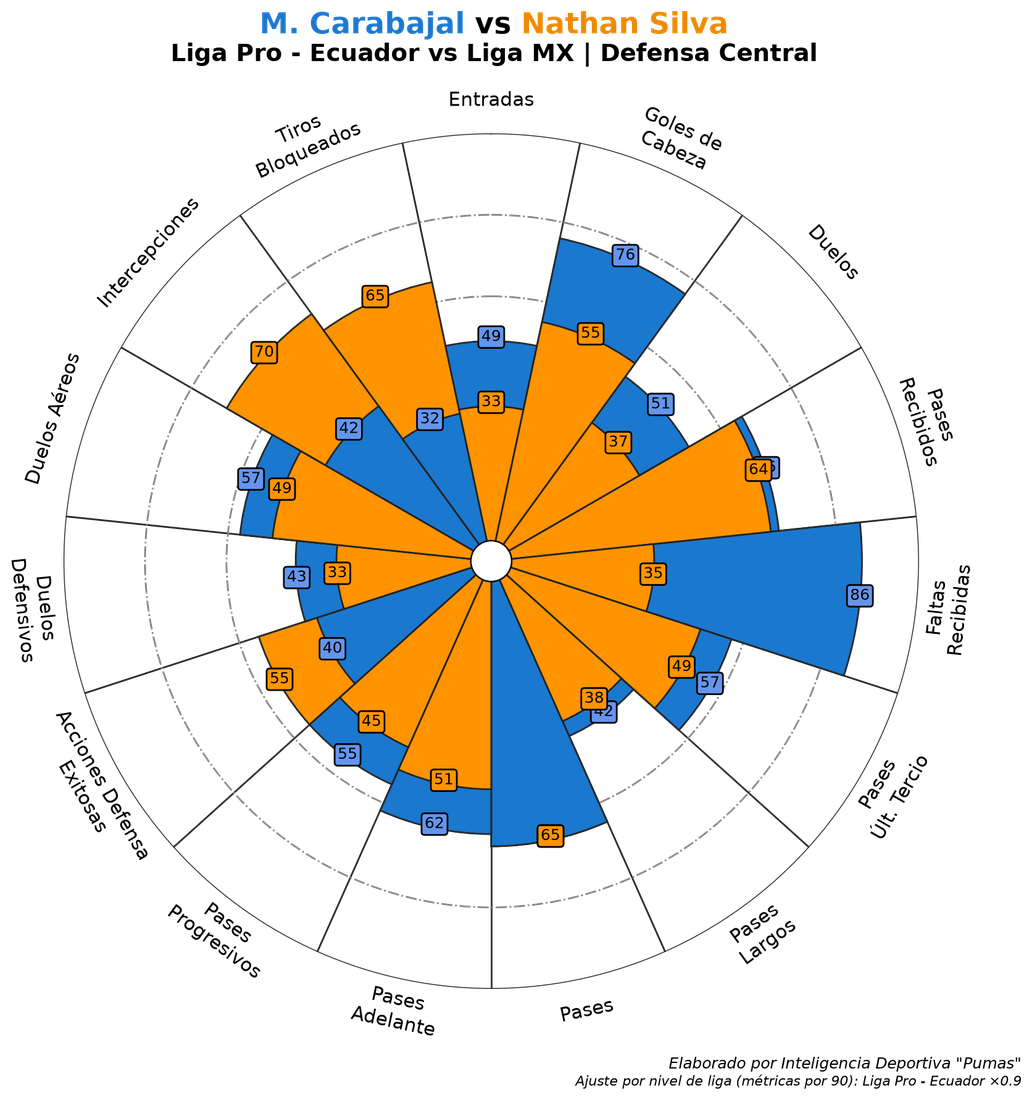 M. Carabajal vs Nathan Silva
Liga Pro - Ecuador vs Liga MX | Defensa Central
Entradas
Goles de
Cabeza
Duelos
Pases
Recibidos
Faltas
Recibidas
Pases
Últ. Tercio
Pases
Largos
Pases
Pases
Adelante
Pases
Progresivos
Acciones Defensa
Exitosas
Duelos
Defensivos
Duelos Aéreos
Intercepciones
Tiros
Bloqueados
49
33
76
55
51
37
64
86
35
57
49
42
38
65
62
51
55
45
40
55
43
33
57
49
42
70
32
65
Elaborado por Inteligencia Deportiva "Pumas"
Ajuste por nivel de liga (métricas por 90): Liga Pro - Ecuador ×0.9